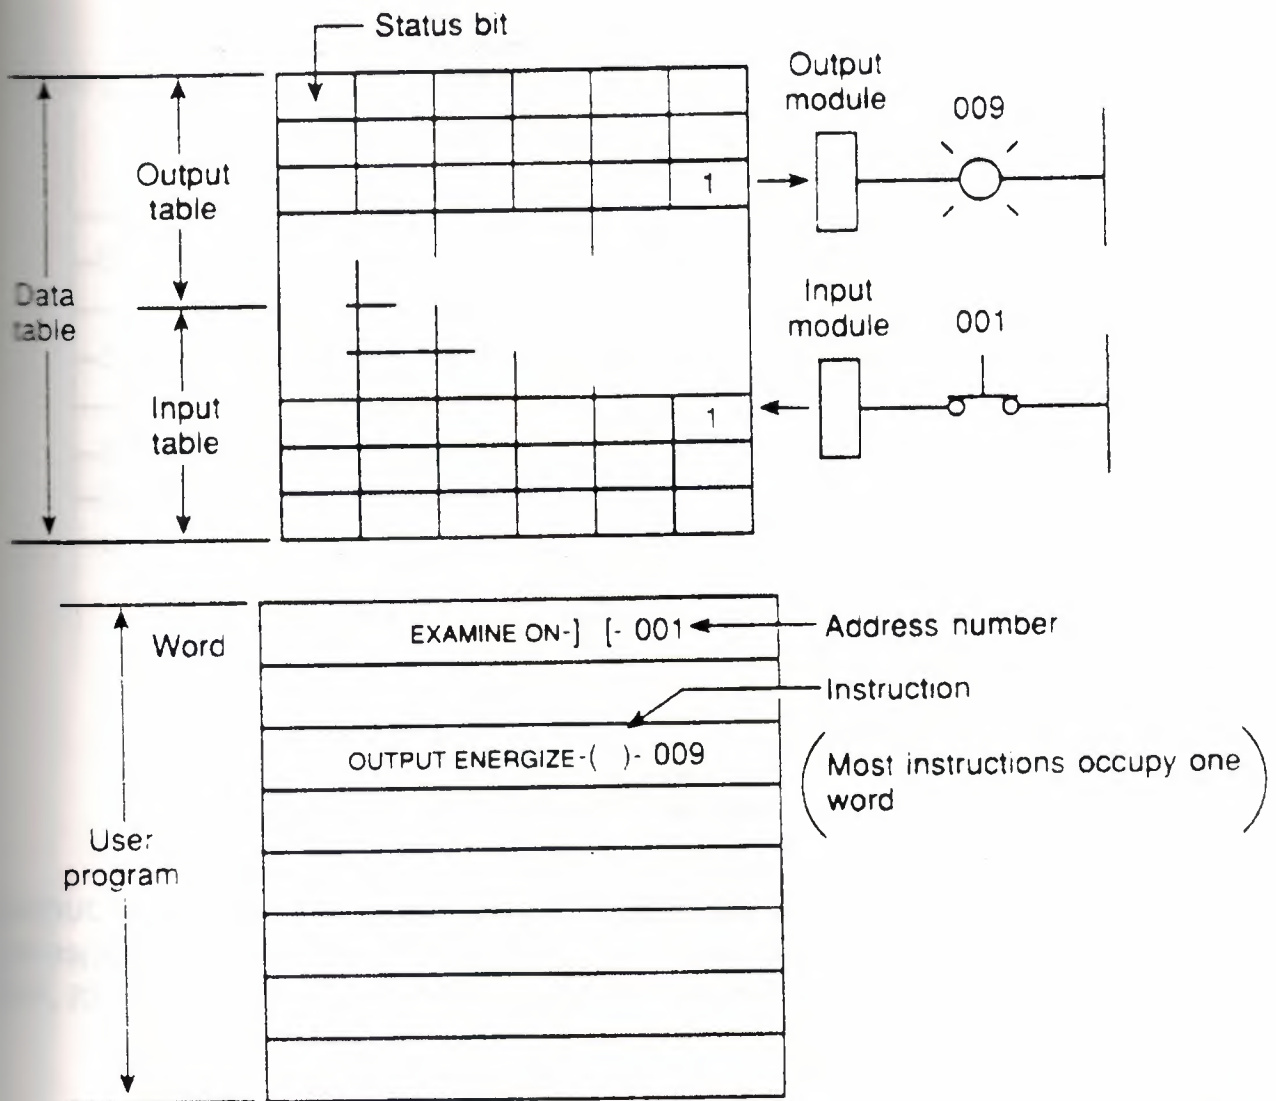 Status bit
Output
module
009
Output
table
1
Data
table
Input
module
001
Input
table
1
Word
EXAMINE ON-] [- 001
Address number
Instruction
OUTPUT ENERGIZE-( )- 009
(Most instructions occupy one
word)
User
program